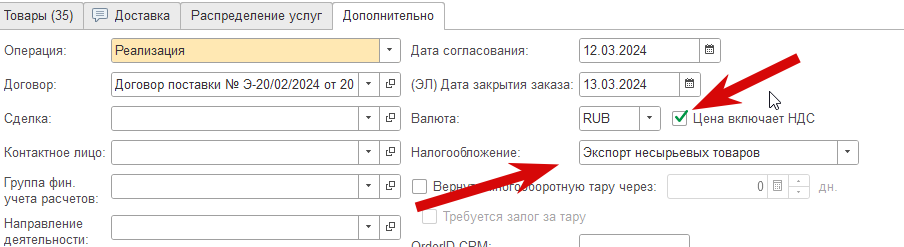 Товары (35) Доставка Распределение услуг Дополнительно
Операция: Реализация Дата согласования: 12.03.2024
Договор: Договор поставки № Э-20/02/2024 от 20 (ЭЛ) Дата закрытия заказа: 13.03.2024
Сделка: Валюта: RUB Цена включает НДС
Контактное лицо: Налогообложение: Экспорт несырьевых товаров
Группа фин. учета расчетов: многооборотную тару через: 0 дн.
Требуется залог за тару
Направление деятельности:
OrderID CRM: